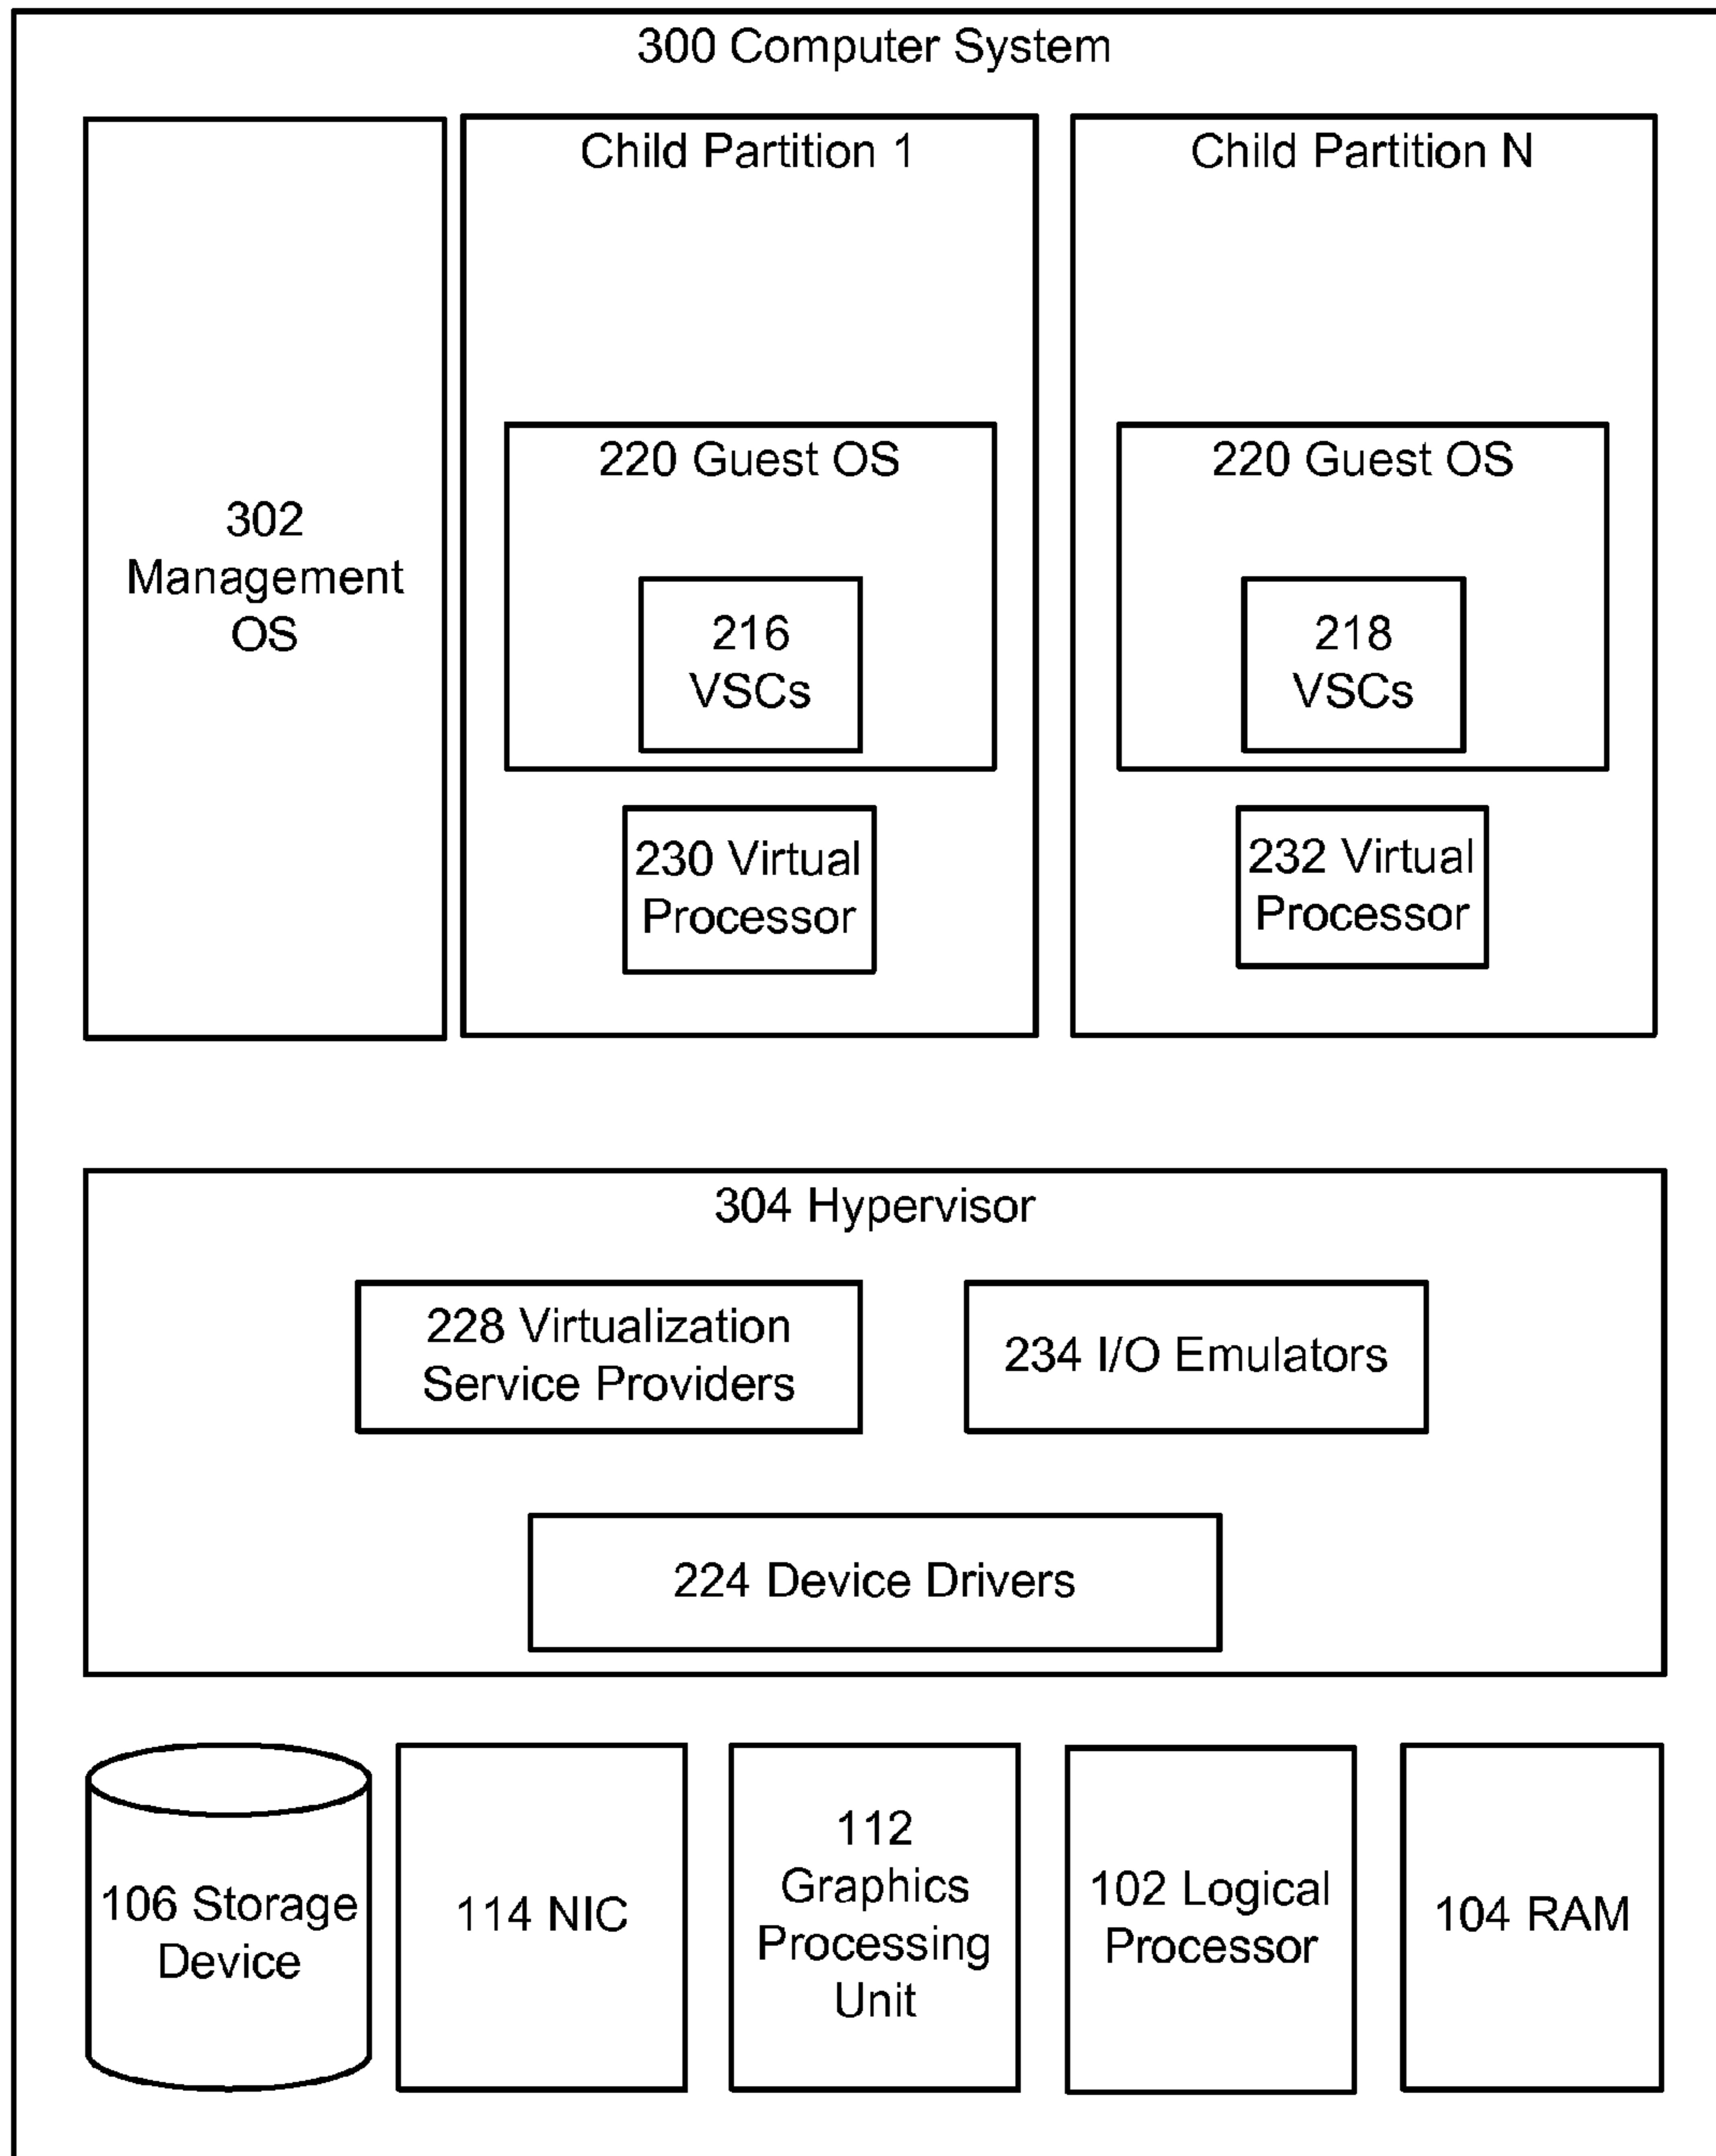 300 Computer System
302
Management
OS
Child Partition 1
220 Guest OS
216
VSCs
230 Virtual
Processor
Child Partition N
220 Guest OS
218
VSCs
232 Virtual
Processor
304 Hypervisor
228 Virtualization
Service Providers
234 I/O Emulators
224 Device Drivers
106 Storage
Device
114 NIC
112
Graphics
Processing
Unit
102 Logical
Processor
104 RAM